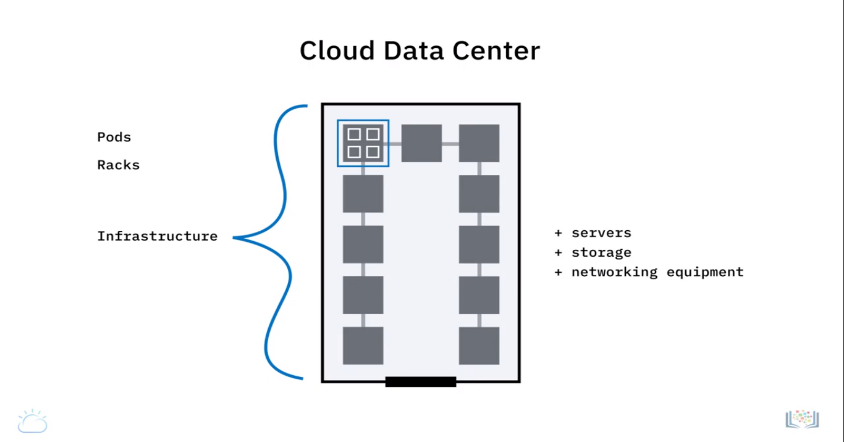 Cloud Data Center
Pods
Racks
Infrastructure
+ servers
+ storage
+ networking equipment